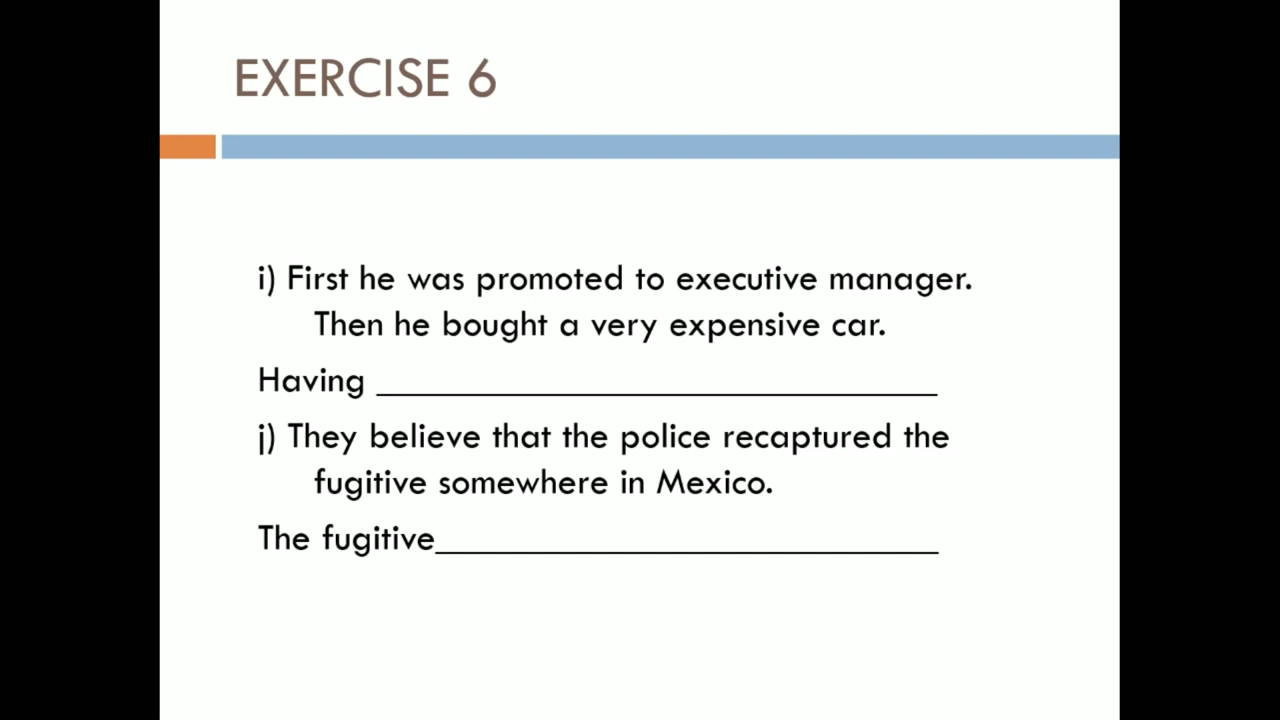 EXERCISE 6
i) First he was promoted to executive manager.
Then he bought a very expensive car.
Having ______________________________
j) They believe that the police recaptured the
fugitive somewhere in Mexico.
The fugitive___________________________